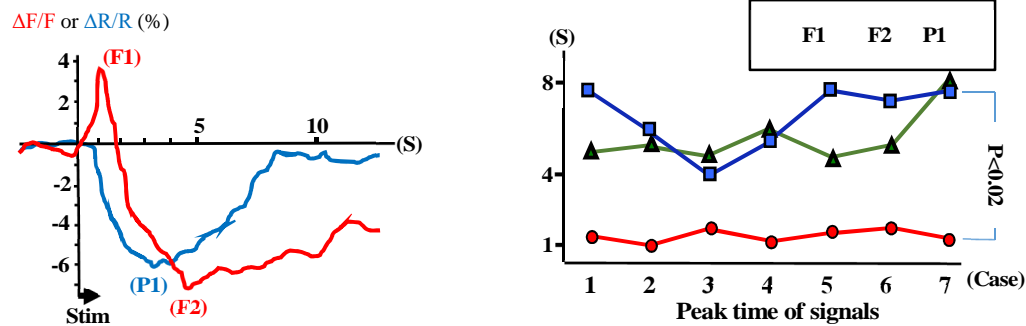 ΔF/F or ΔR/R (%)
(F1)
4
2
5
10
(S)
-2
-4
-6
(P1)
(F2)
Stim
F1 F2 P1
(S)
8
4
1
P<0.02
1 2 3 4 5 6 7 (Case)
Peak time of signals